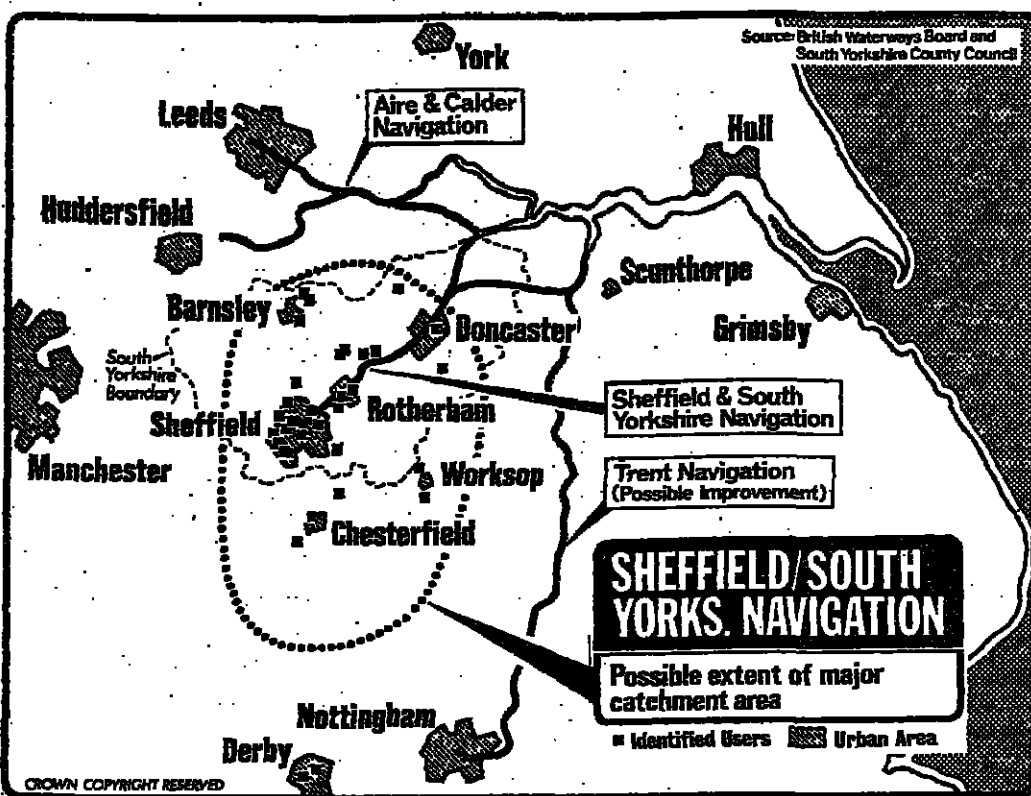 Source: British Waterways Board and
South Yorkshire County Council
York
Leeds
Aire & Calder
Navigation
Hull
Huddersfield
Scunthorpe
Barnsley
Doncaster
Grimsby
South
Yorkshire
Boundary
Sheffield
Rotherham
Sheffield & South
Yorkshire Navigation
Manchester
Worksop
Trent Navigation
(Possible Improvement)
Chesterfield
SHEFFIELD/SOUTH
YORKS. NAVIGATION
Possible extent of major
catchment area
Identified Users
Urban Area
Nottingham
Derby
CROWN COPYRIGHT RESERVED